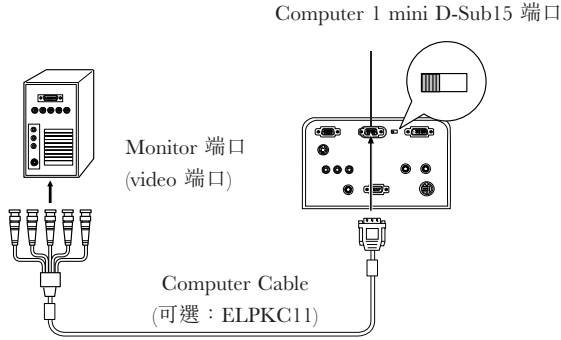 Computer 1 mini D-Sub15 端口
Monitor 端口
(video 端口)
Computer Cable
(可選：ELPKC11)